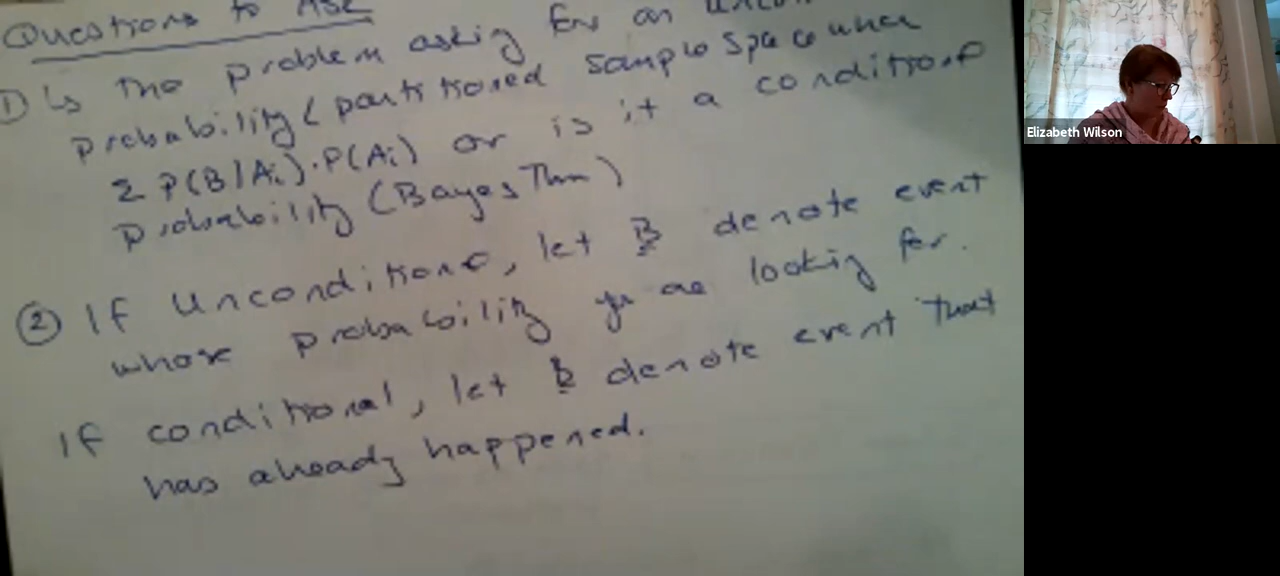 Questions to Ask
① Is the problem asking for an
probability (partitioned sample space when
Σ P(B/Ai)·P(Ai) or is it a conditional
probability (Bayes Thm)
② If unconditional, let B denote event
whose probability you are looking for.
If conditional, let B denote event that
has already happened.
Elizabeth Wilson